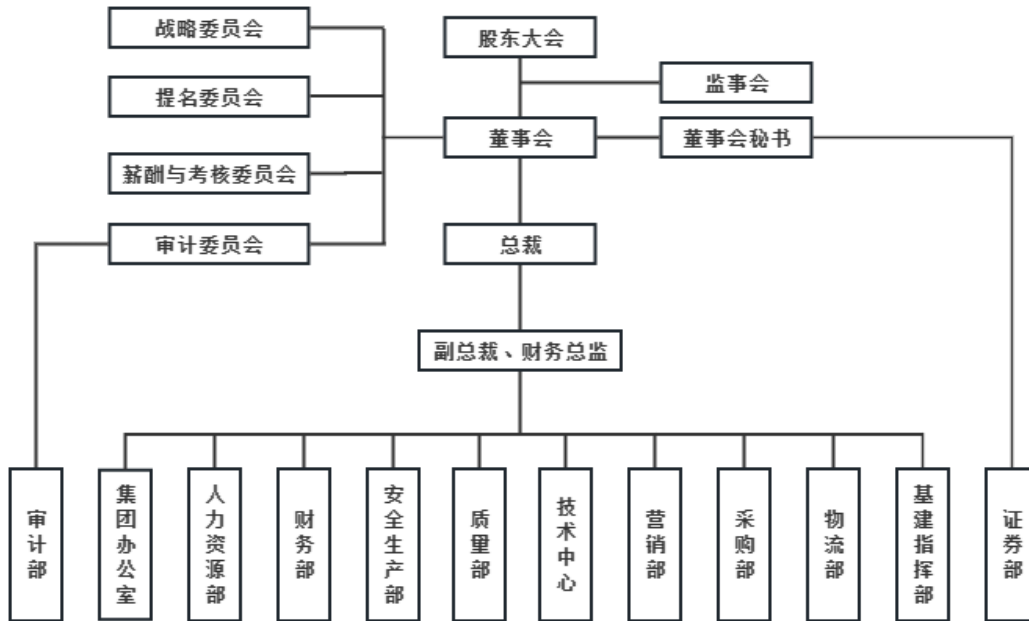 战略委员会
股东大会
提名委员会
监事会
董事会
董事会秘书
薪酬与考核委员会
审计委员会
总裁
副总裁、财务总监
审计部
集团办公室
人力资源部
财务部
安全生产部
质量部
技术中心
营销部
采购部
物流部
基建指挥部
证券部